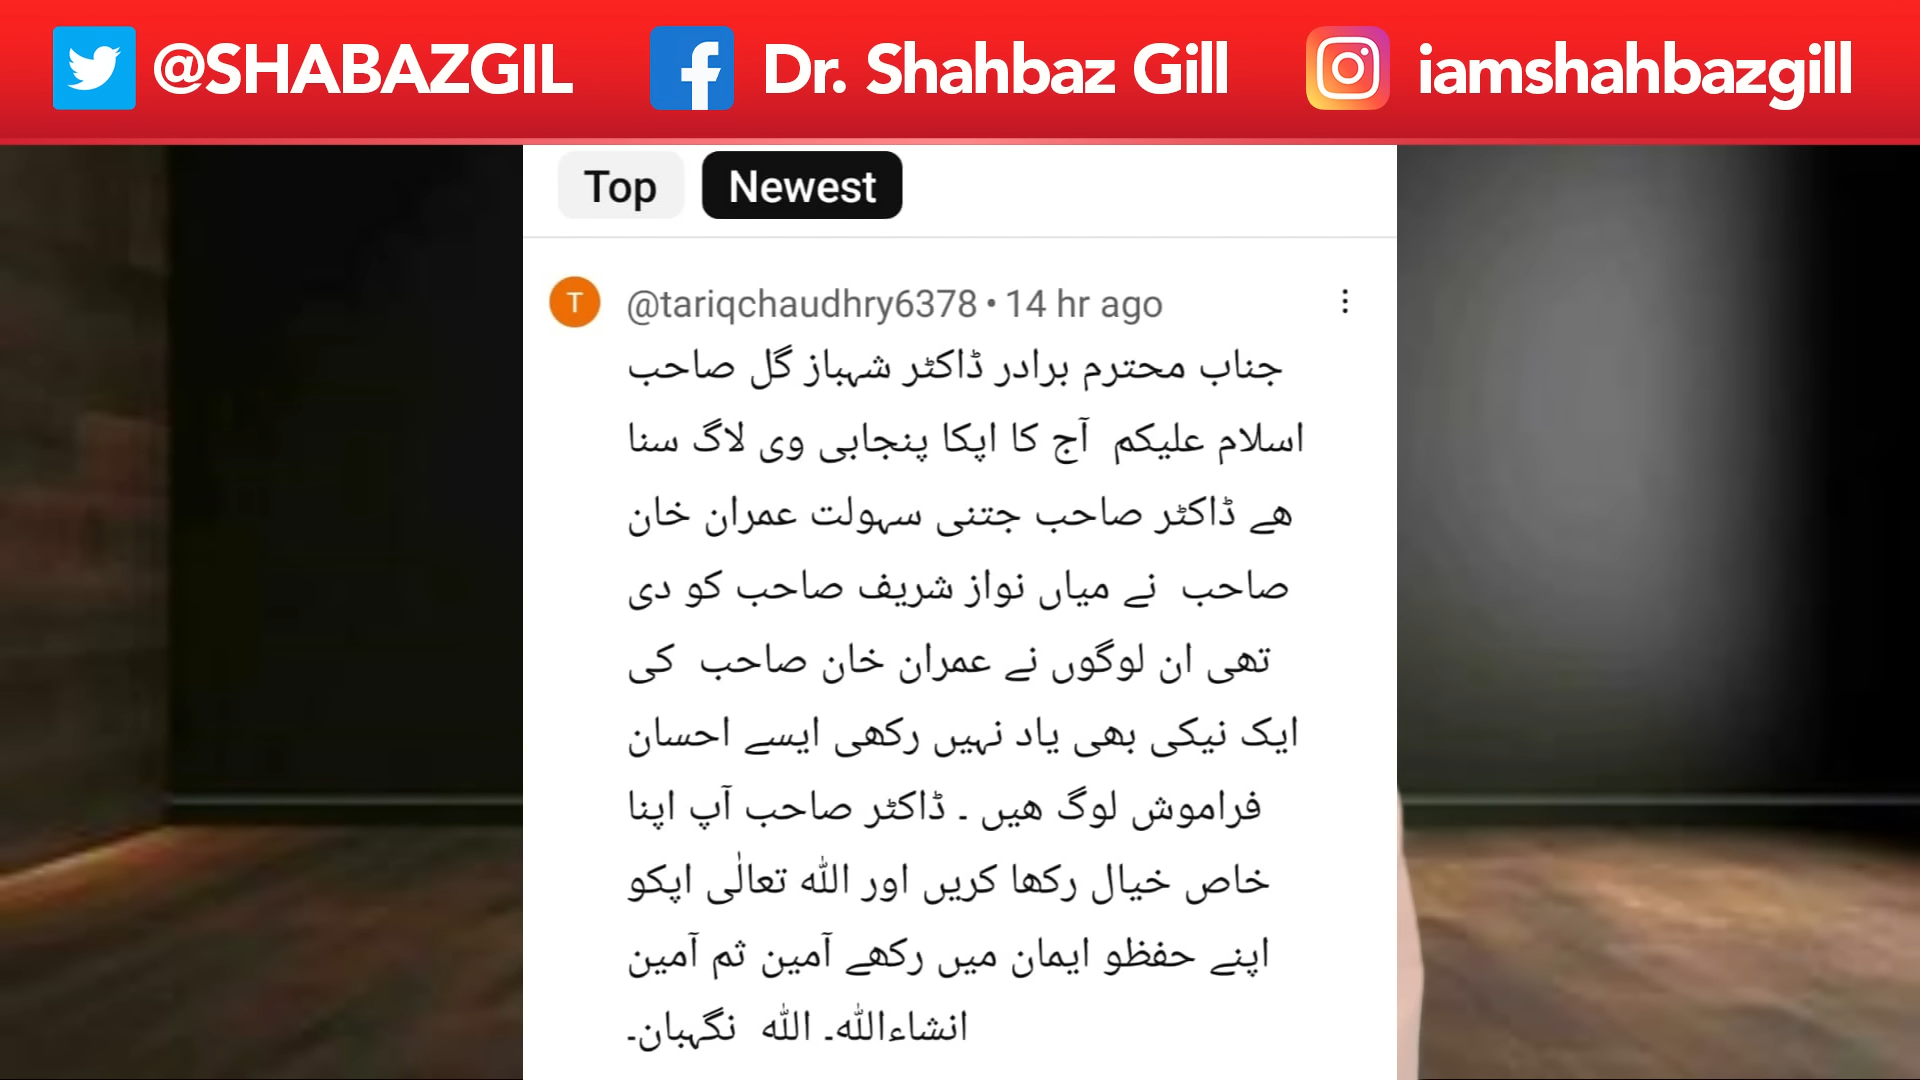 @SHABAZGIL Dr. Shahbaz Gill iamshahbazgill
Top Newest
T @tariqchaudhry6378 • 14 hr ago
جناب محترم برادر ڈاکٹر شہباز گل صاحب
اسلام علیکم آج کا اپکا پنجابی وی لاگ سنا
ھے ڈاکٹر صاحب جتنی سہولت عمران خان
صاحب نے میاں نواز شریف صاحب کو دی
تھی ان لوگوں نے عمران خان صاحب کی
ایک نیکی بھی یاد نہیں رکھی ایسے احسان
فراموش لوگ ھیں ۔ ڈاکٹر صاحب آپ اپنا
خاص خیال رکھا کریں اور اللّٰہ تعالٰی اپکو
اپنے حفظو ایمان میں رکھے آمین ثم آمین
انشاءاللّٰہ۔ اللّٰہ نگہبان۔